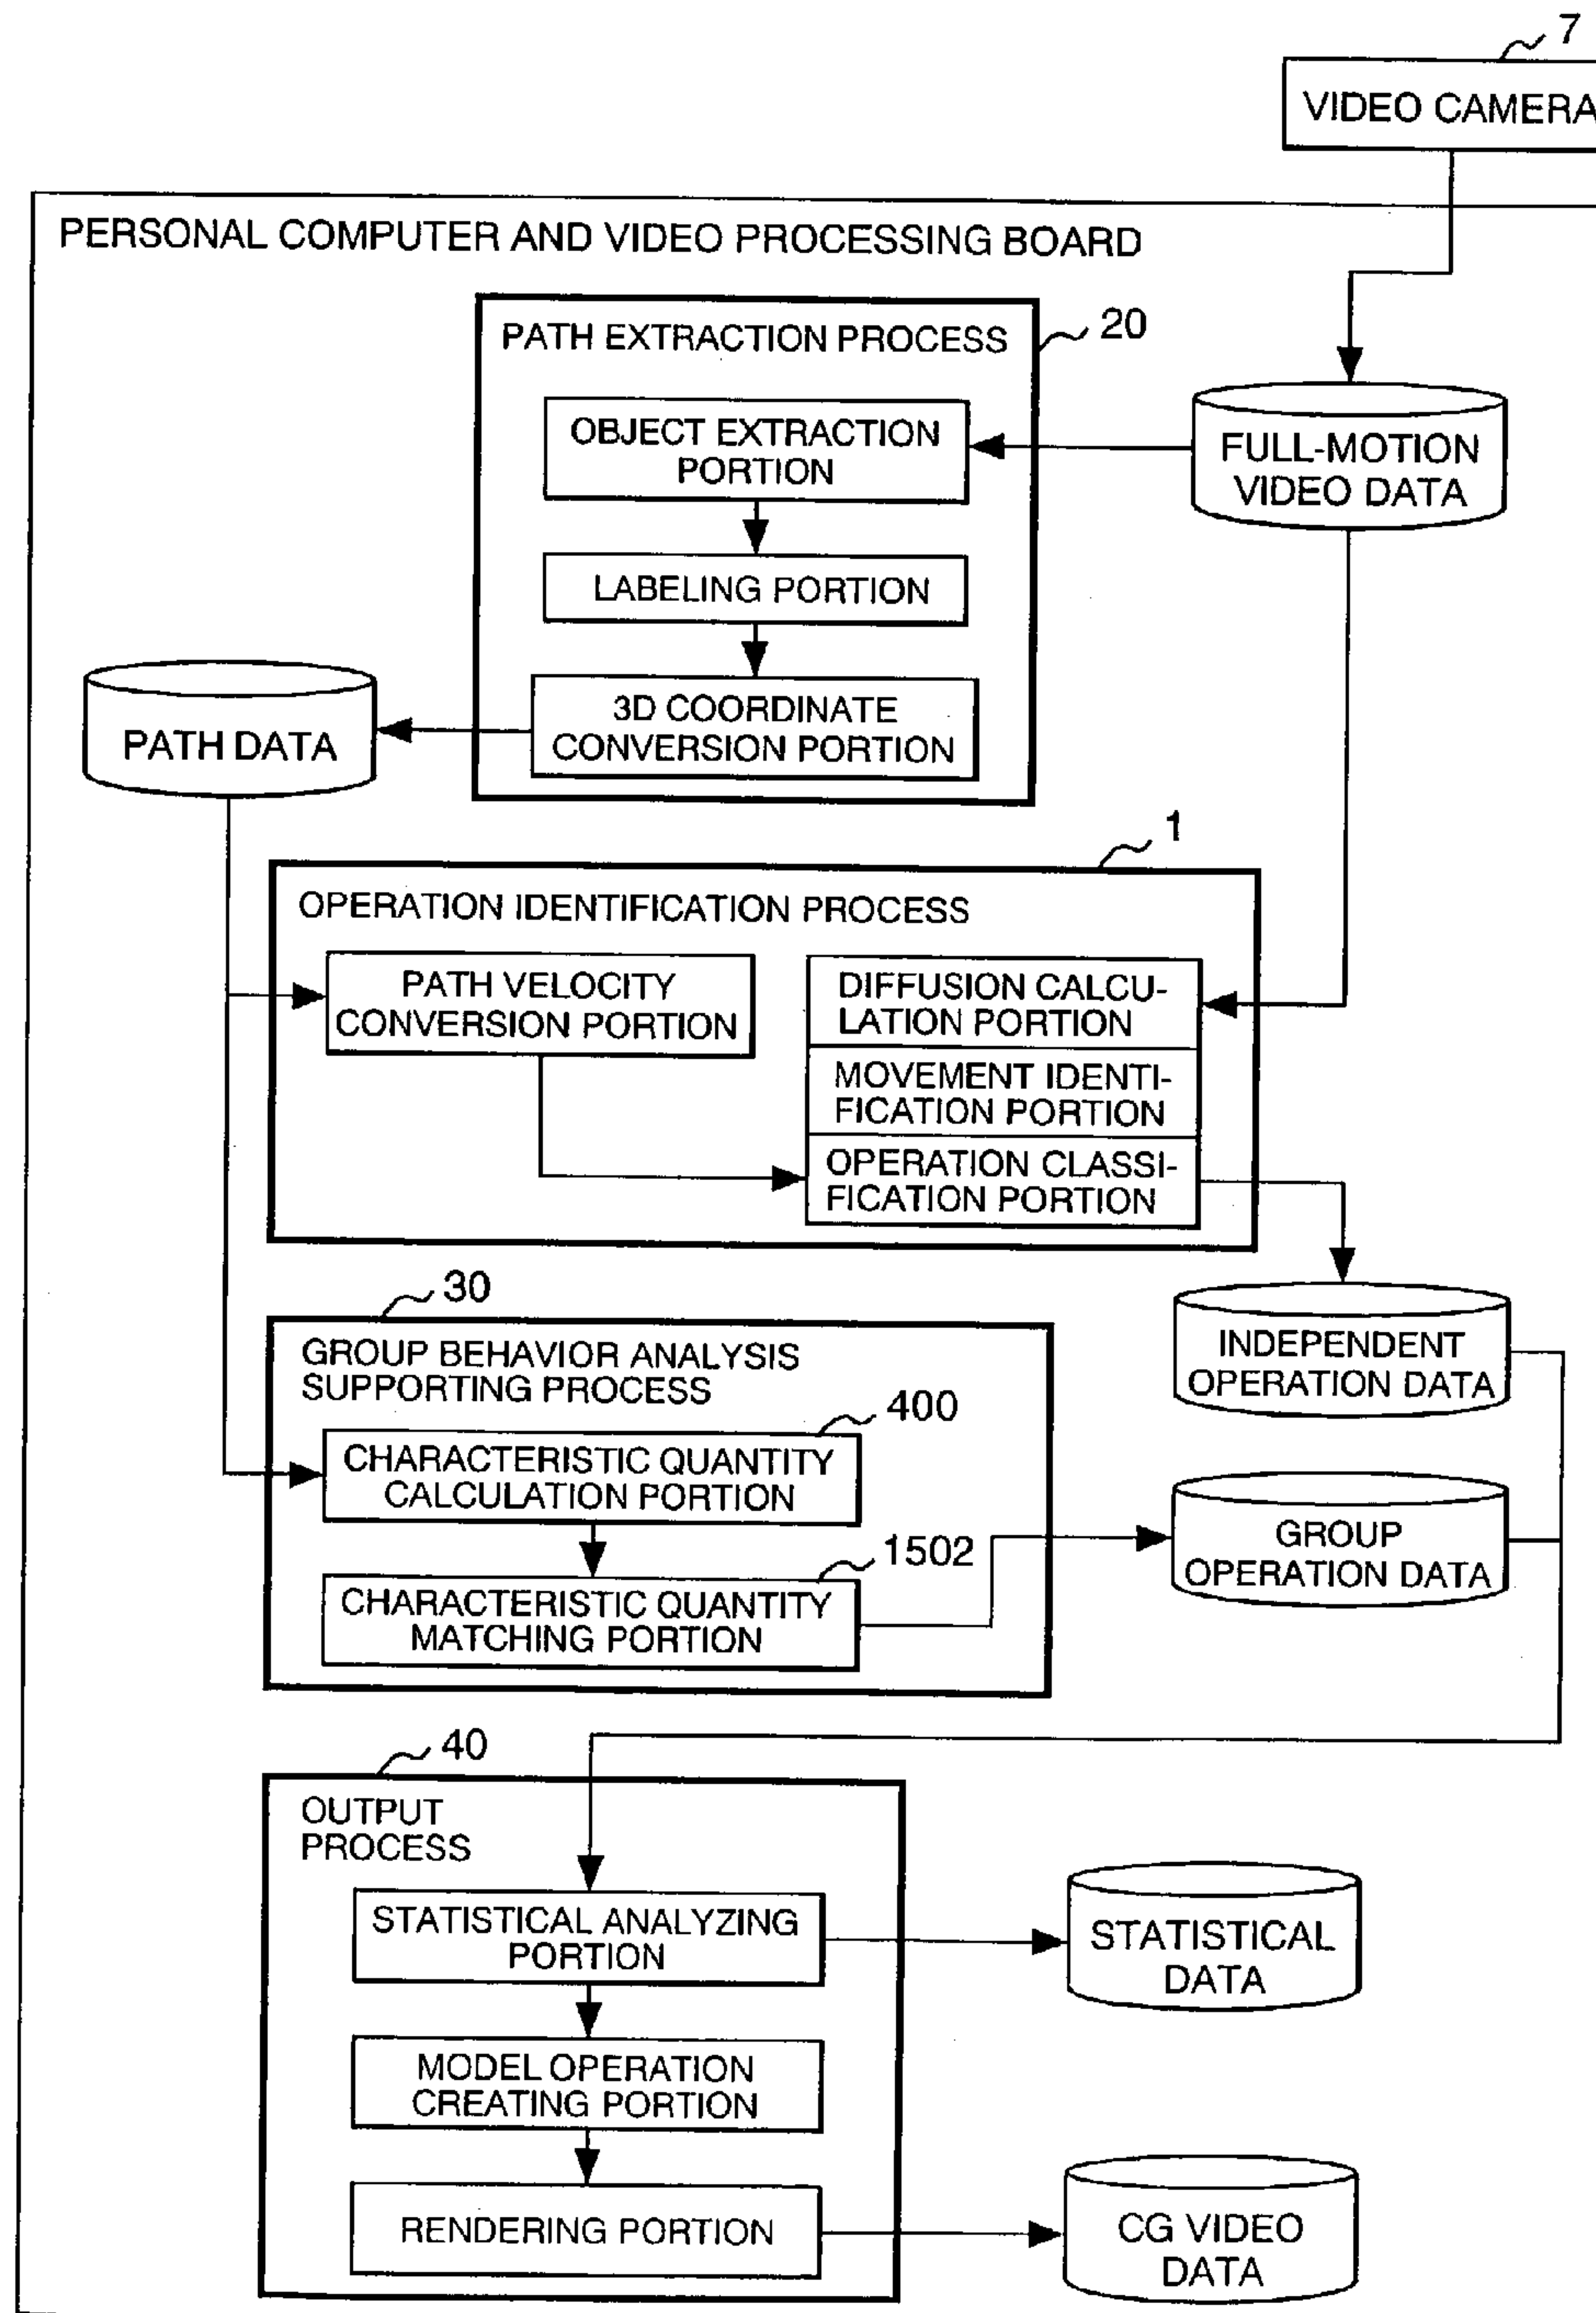 7
VIDEO CAMERA
PERSONAL COMPUTER AND VIDEO PROCESSING BOARD
PATH EXTRACTION PROCESS
20
OBJECT EXTRACTION
PORTION
FULL-MOTION
VIDEO DATA
LABELING PORTION
3D COORDINATE
CONVERSION PORTION
PATH DATA
1
OPERATION IDENTIFICATION PROCESS
PATH VELOCITY
CONVERSION PORTION
DIFFUSION CALCU-
LATION PORTION
MOVEMENT IDENTI-
FICATION PORTION
OPERATION CLASSI-
FICATION PORTION
30
GROUP BEHAVIOR ANALYSIS
SUPPORTING PROCESS
INDEPENDENT
OPERATION DATA
400
CHARACTERISTIC QUANTITY
CALCULATION PORTION
GROUP
OPERATION DATA
1502
CHARACTERISTIC QUANTITY
MATCHING PORTION
40
OUTPUT
PROCESS
STATISTICAL ANALYZING
PORTION
STATISTICAL
DATA
MODEL OPERATION
CREATING PORTION
RENDERING PORTION
CG VIDEO
DATA